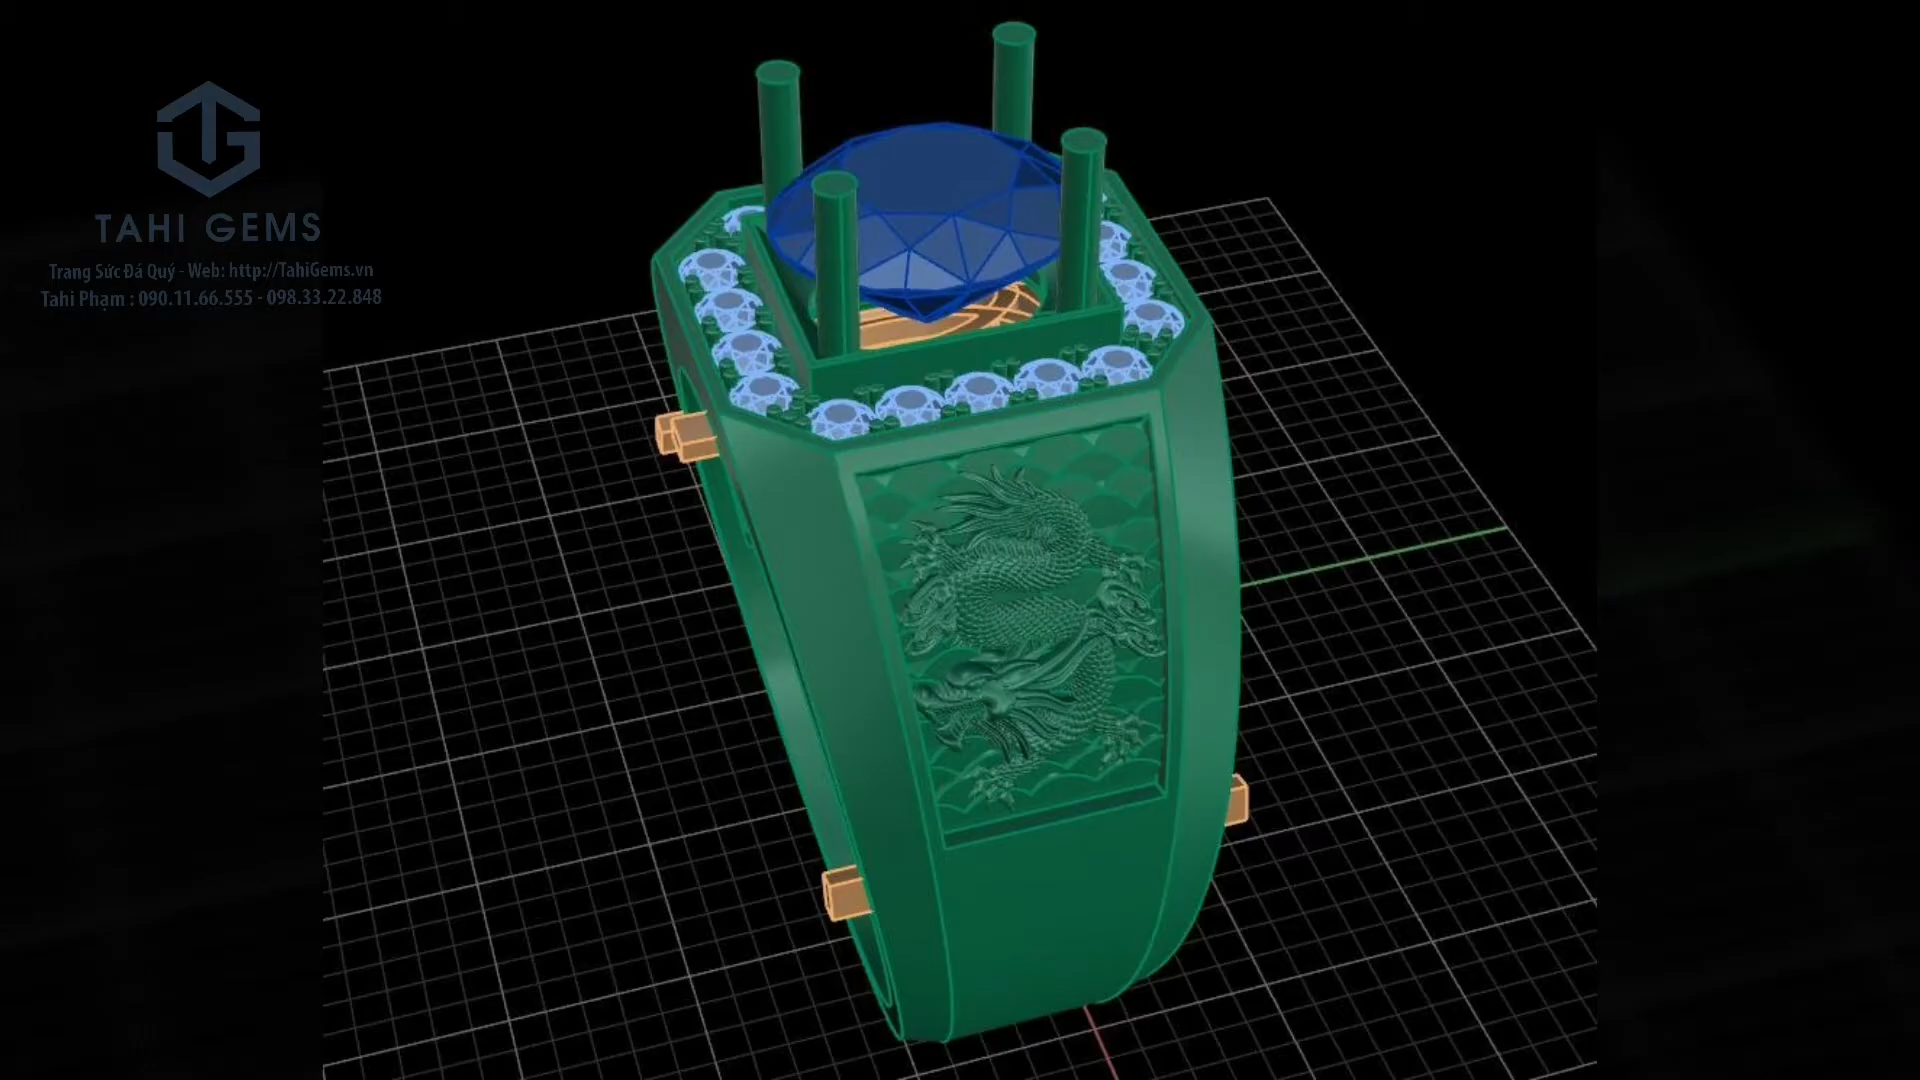 TG
TAHI GEMS
Trang Sức Đá Quý - Web: http://TahiGems.vn
Tahi Phạm : 090.11.66.555 - 098.33.22.848